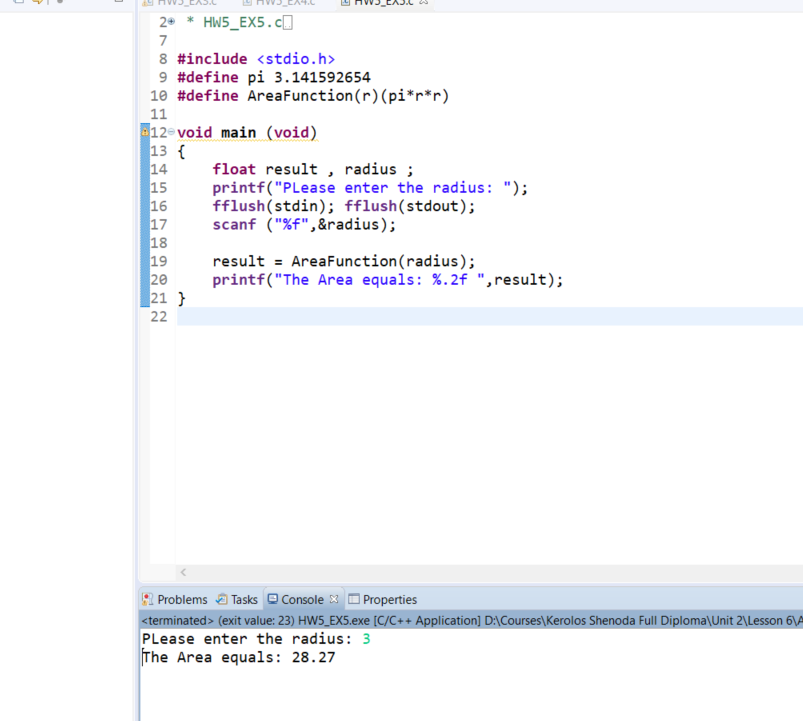 HW5_EX3.c HW5_EX4.c HW5_EX5.c
2 * HW5_EX5.c
7
8 #include <stdio.h>
9 #define pi 3.141592654
10 #define AreaFunction(r)(pi*r*r)
11
12 void main (void)
13 {
14 float result , radius ;
15 printf("PLease enter the radius: ");
16 fflush(stdin); fflush(stdout);
17 scanf ("%f",&radius);
18
19 result = AreaFunction(radius);
20 printf("The Area equals: %.2f ",result);
21 }
22
Problems Tasks Console Properties
<terminated> (exit value: 23) HW5_EX5.exe [C/C++ Application] D:\Courses\Kerolos Shenoda Full Diploma\Unit 2\Lesson 6\A
PLease enter the radius: 3
The Area equals: 28.27